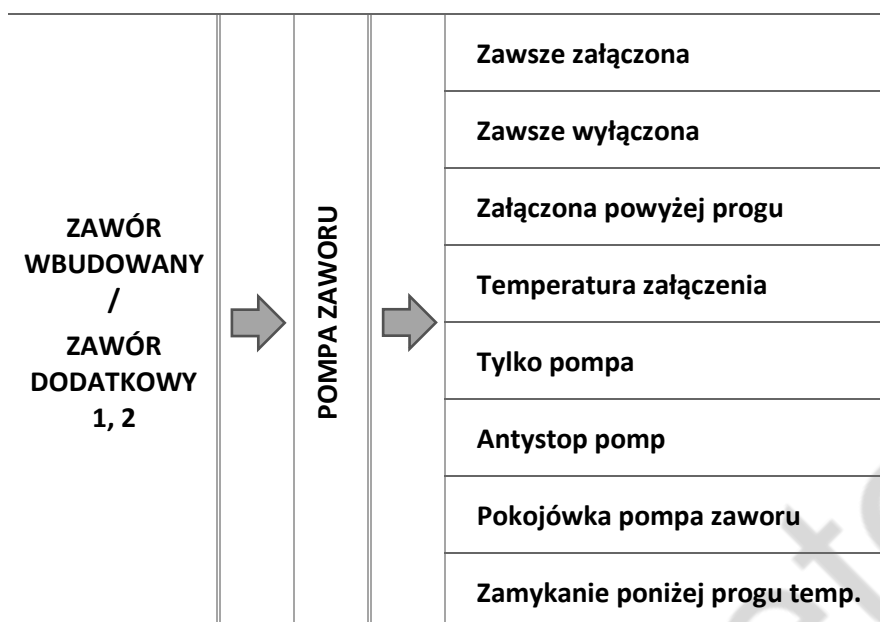 ZAWÓR
WBUDOWANY
/
ZAWÓR
DODATKOWY
1, 2
POMPA ZAWORU
Zawsze załączona
Zawsze wyłączona
Załączona powyżej progu
Temperatura załączenia
Tylko pompa
Antystop pomp
Pokojówka pompa zaworu
Zamykanie poniżej progu temp.